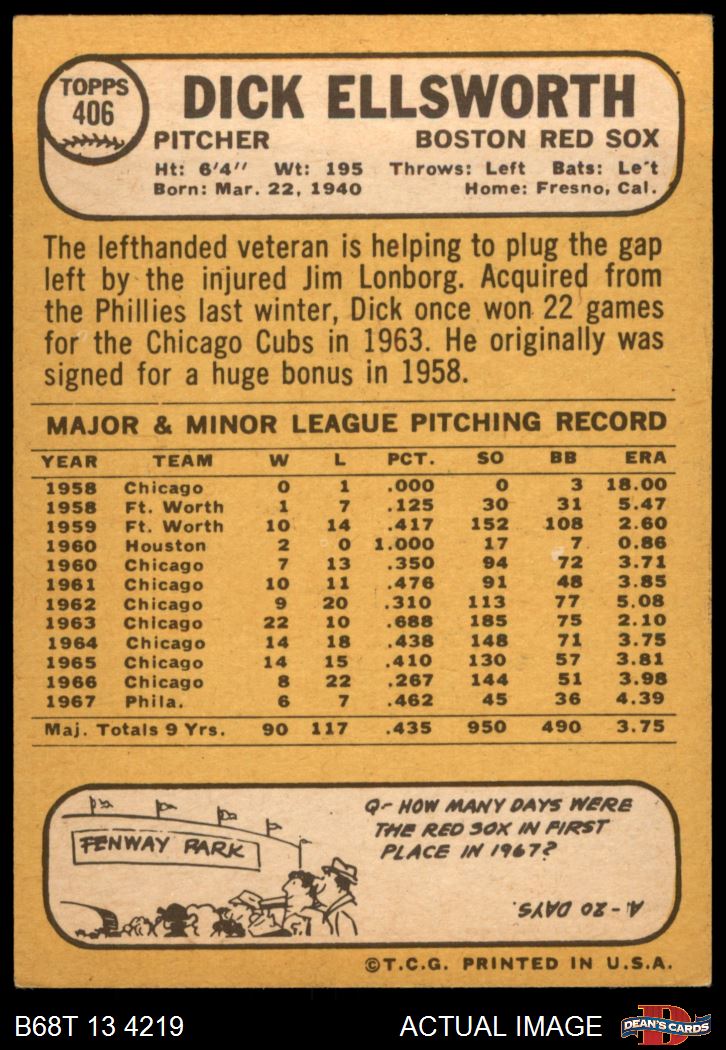 TOPPS
406
DICK ELLSWORTH
PITCHER BOSTON RED SOX
Ht: 6'4'' Wt: 195 Throws: Left Bats: Le't
Born: Mar. 22, 1940 Home: Fresno, Cal.
The lefthanded veteran is helping to plug the gap
left by the injured Jim Lonborg. Acquired from
the Phillies last winter, Dick once won 22 games
for the Chicago Cubs in 1963. He originally was
signed for a huge bonus in 1958.
MAJOR & MINOR LEAGUE PITCHING RECORD
YEAR TEAM W L PCT. SO BB ERA
1958 Chicago 0 1 .000 0 3 18.00
1958 Ft. Worth 1 7 .125 30 31 5.47
1959 Ft. Worth 10 14 .417 152 108 2.60
1960 Houston 2 0 1.000 17 7 0.86
1960 Chicago 7 13 .350 94 72 3.71
1961 Chicago 10 11 .476 91 48 3.85
1962 Chicago 9 20 .310 113 77 5.08
1963 Chicago 22 10 .688 185 75 2.10
1964 Chicago 14 18 .438 148 71 3.75
1965 Chicago 14 15 .410 130 57 3.81
1966 Chicago 8 22 .267 144 51 3.98
1967 Phila. 6 7 .462 45 36 4.39
Maj. Totals 9 Yrs. 90 117 .435 950 490 3.75
FENWAY PARK
Q- HOW MANY DAYS WERE
THE RED SOX IN FIRST
PLACE IN 1967?
A- 20 DAYS.
©T.C.G. PRINTED IN U.S.A.
B68T 13 4219 ACTUAL IMAGE
D
DEAN'S CARDS